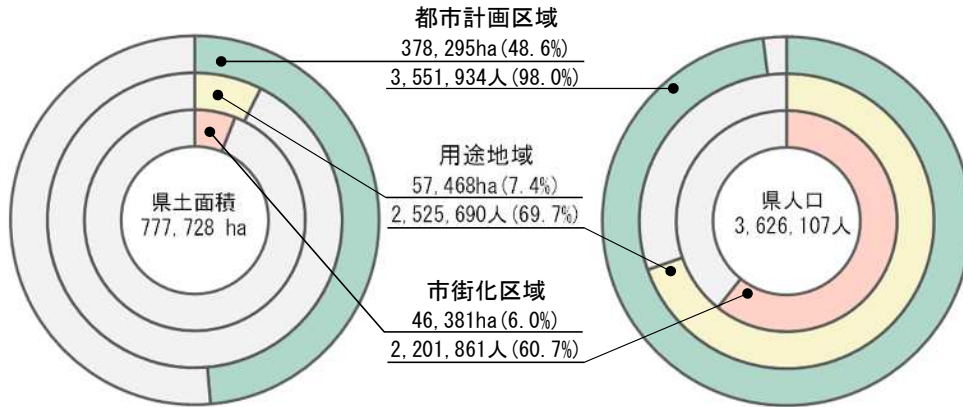 都市計画区域
378,295ha(48.6%)
3,551,934人(98.0%)
用途地域
57,468ha(7.4%)
2,525,690人(69.7%)
市街化区域
46,381ha(6.0%)
2,201,861人(60.7%)
県土面積
777,728 ha
県人口
3,626,107人